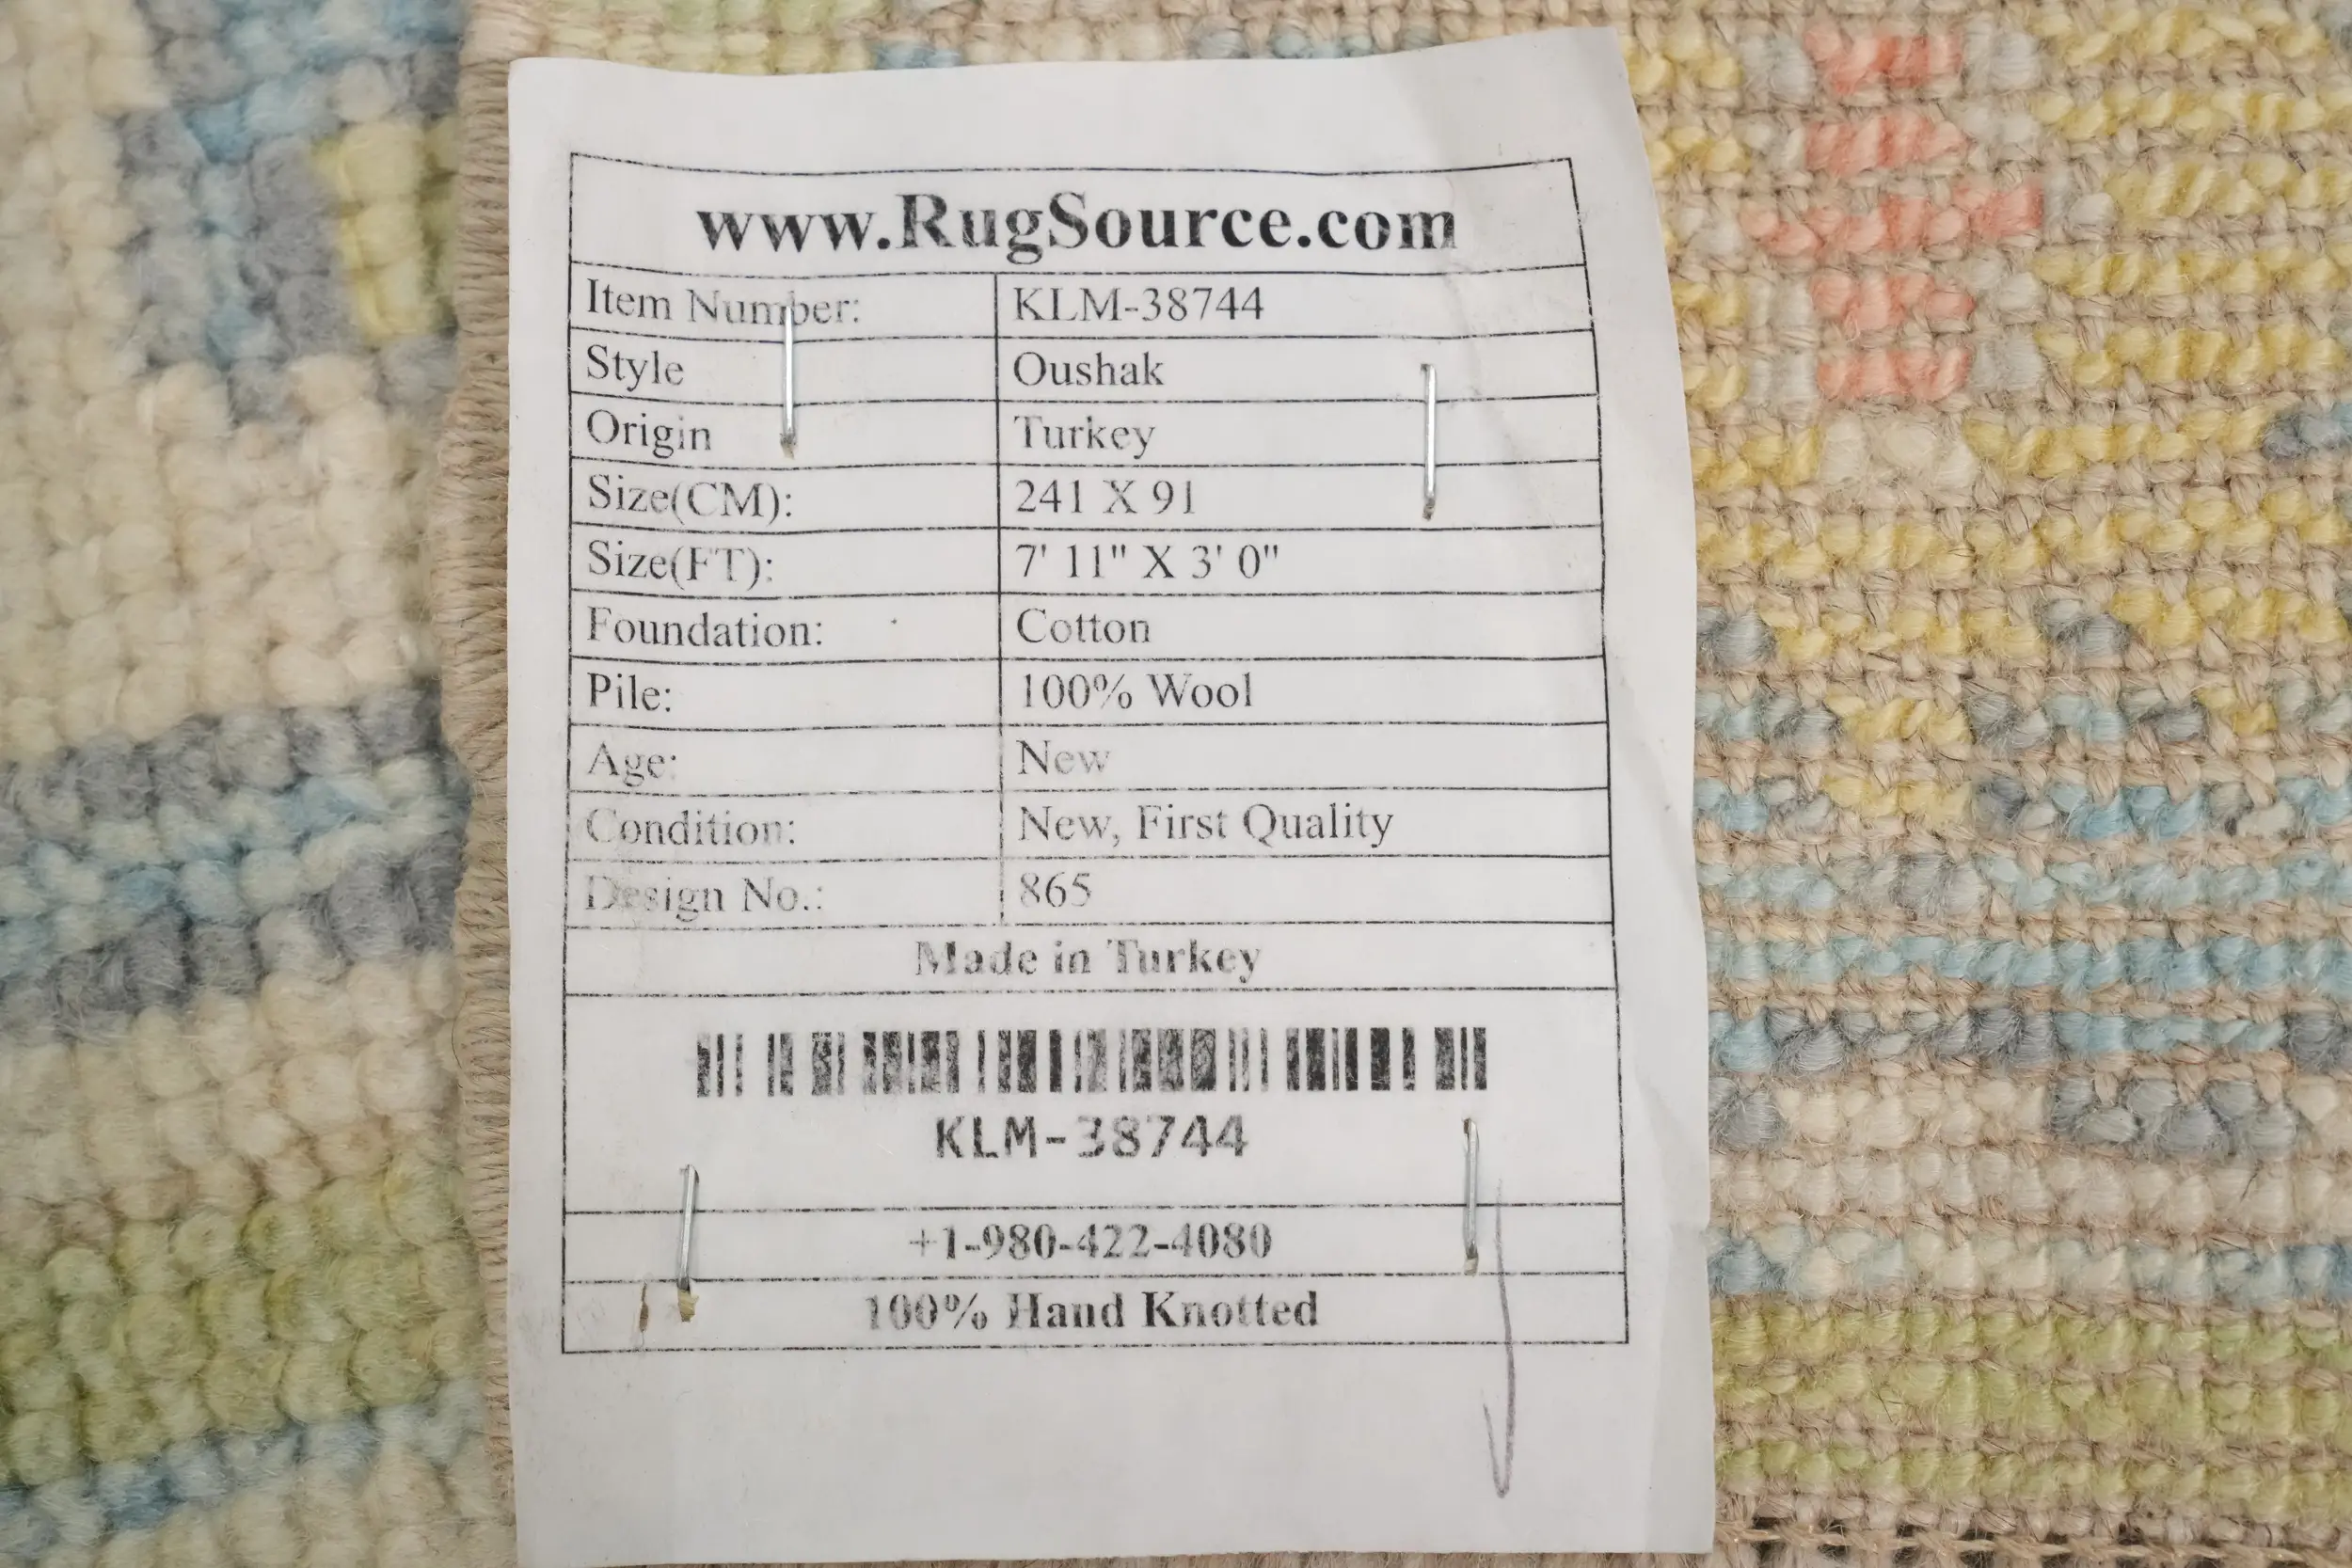 www.RugSource.com
Item Number: KLM-38744
Style Oushak
Origin Turkey
Size(CM): 241 X 91
Size(FT): 7' 11" X 3' 0"
Foundation: Cotton
Pile: 100% Wool
Age: New
Condition: New, First Quality
Design No.: 865
Made in Turkey
KLM-38744
+1-980-422-4080
100% Hand Knotted